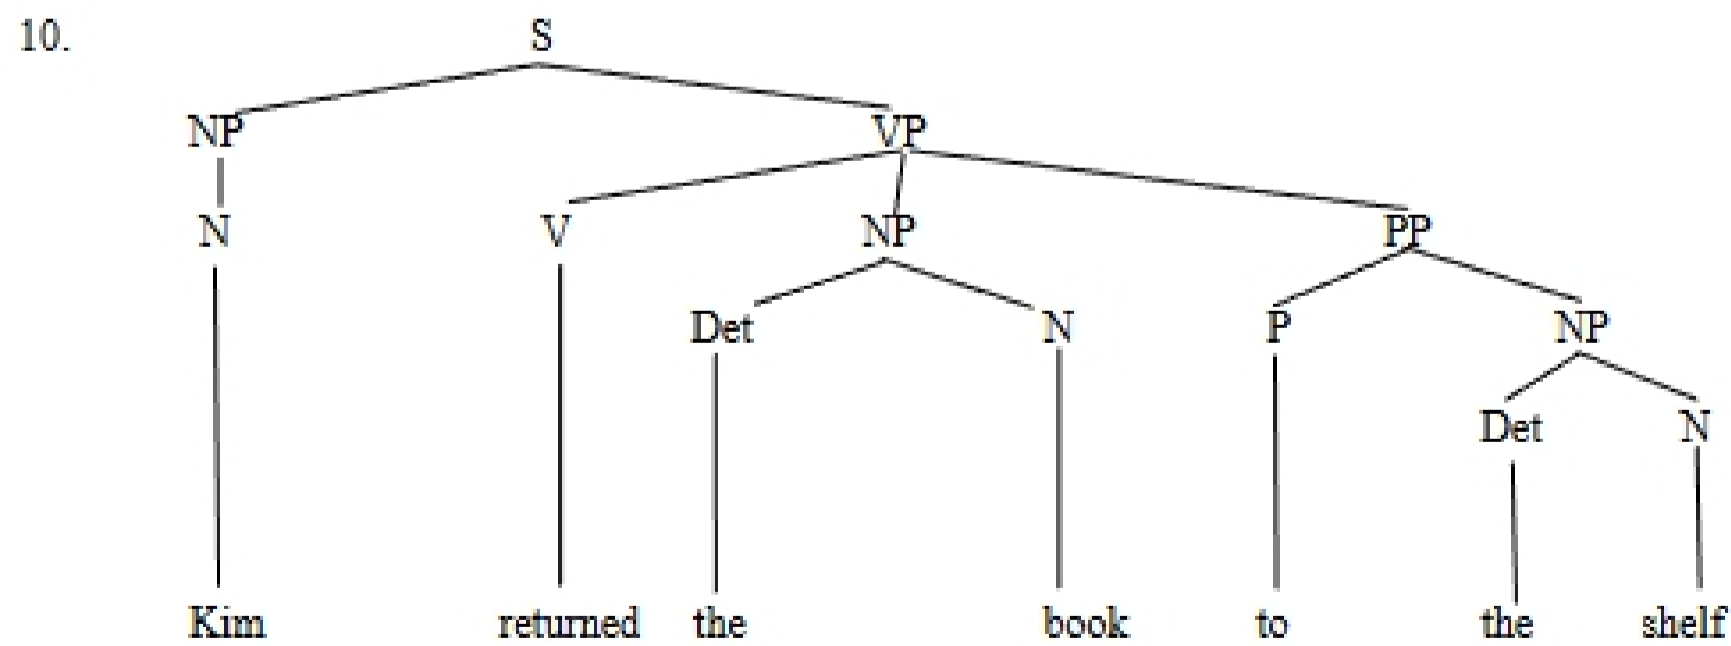 10. S
NP VP
N V NP PP
Det N P NP
Det N
Kim returned the book to the shelf